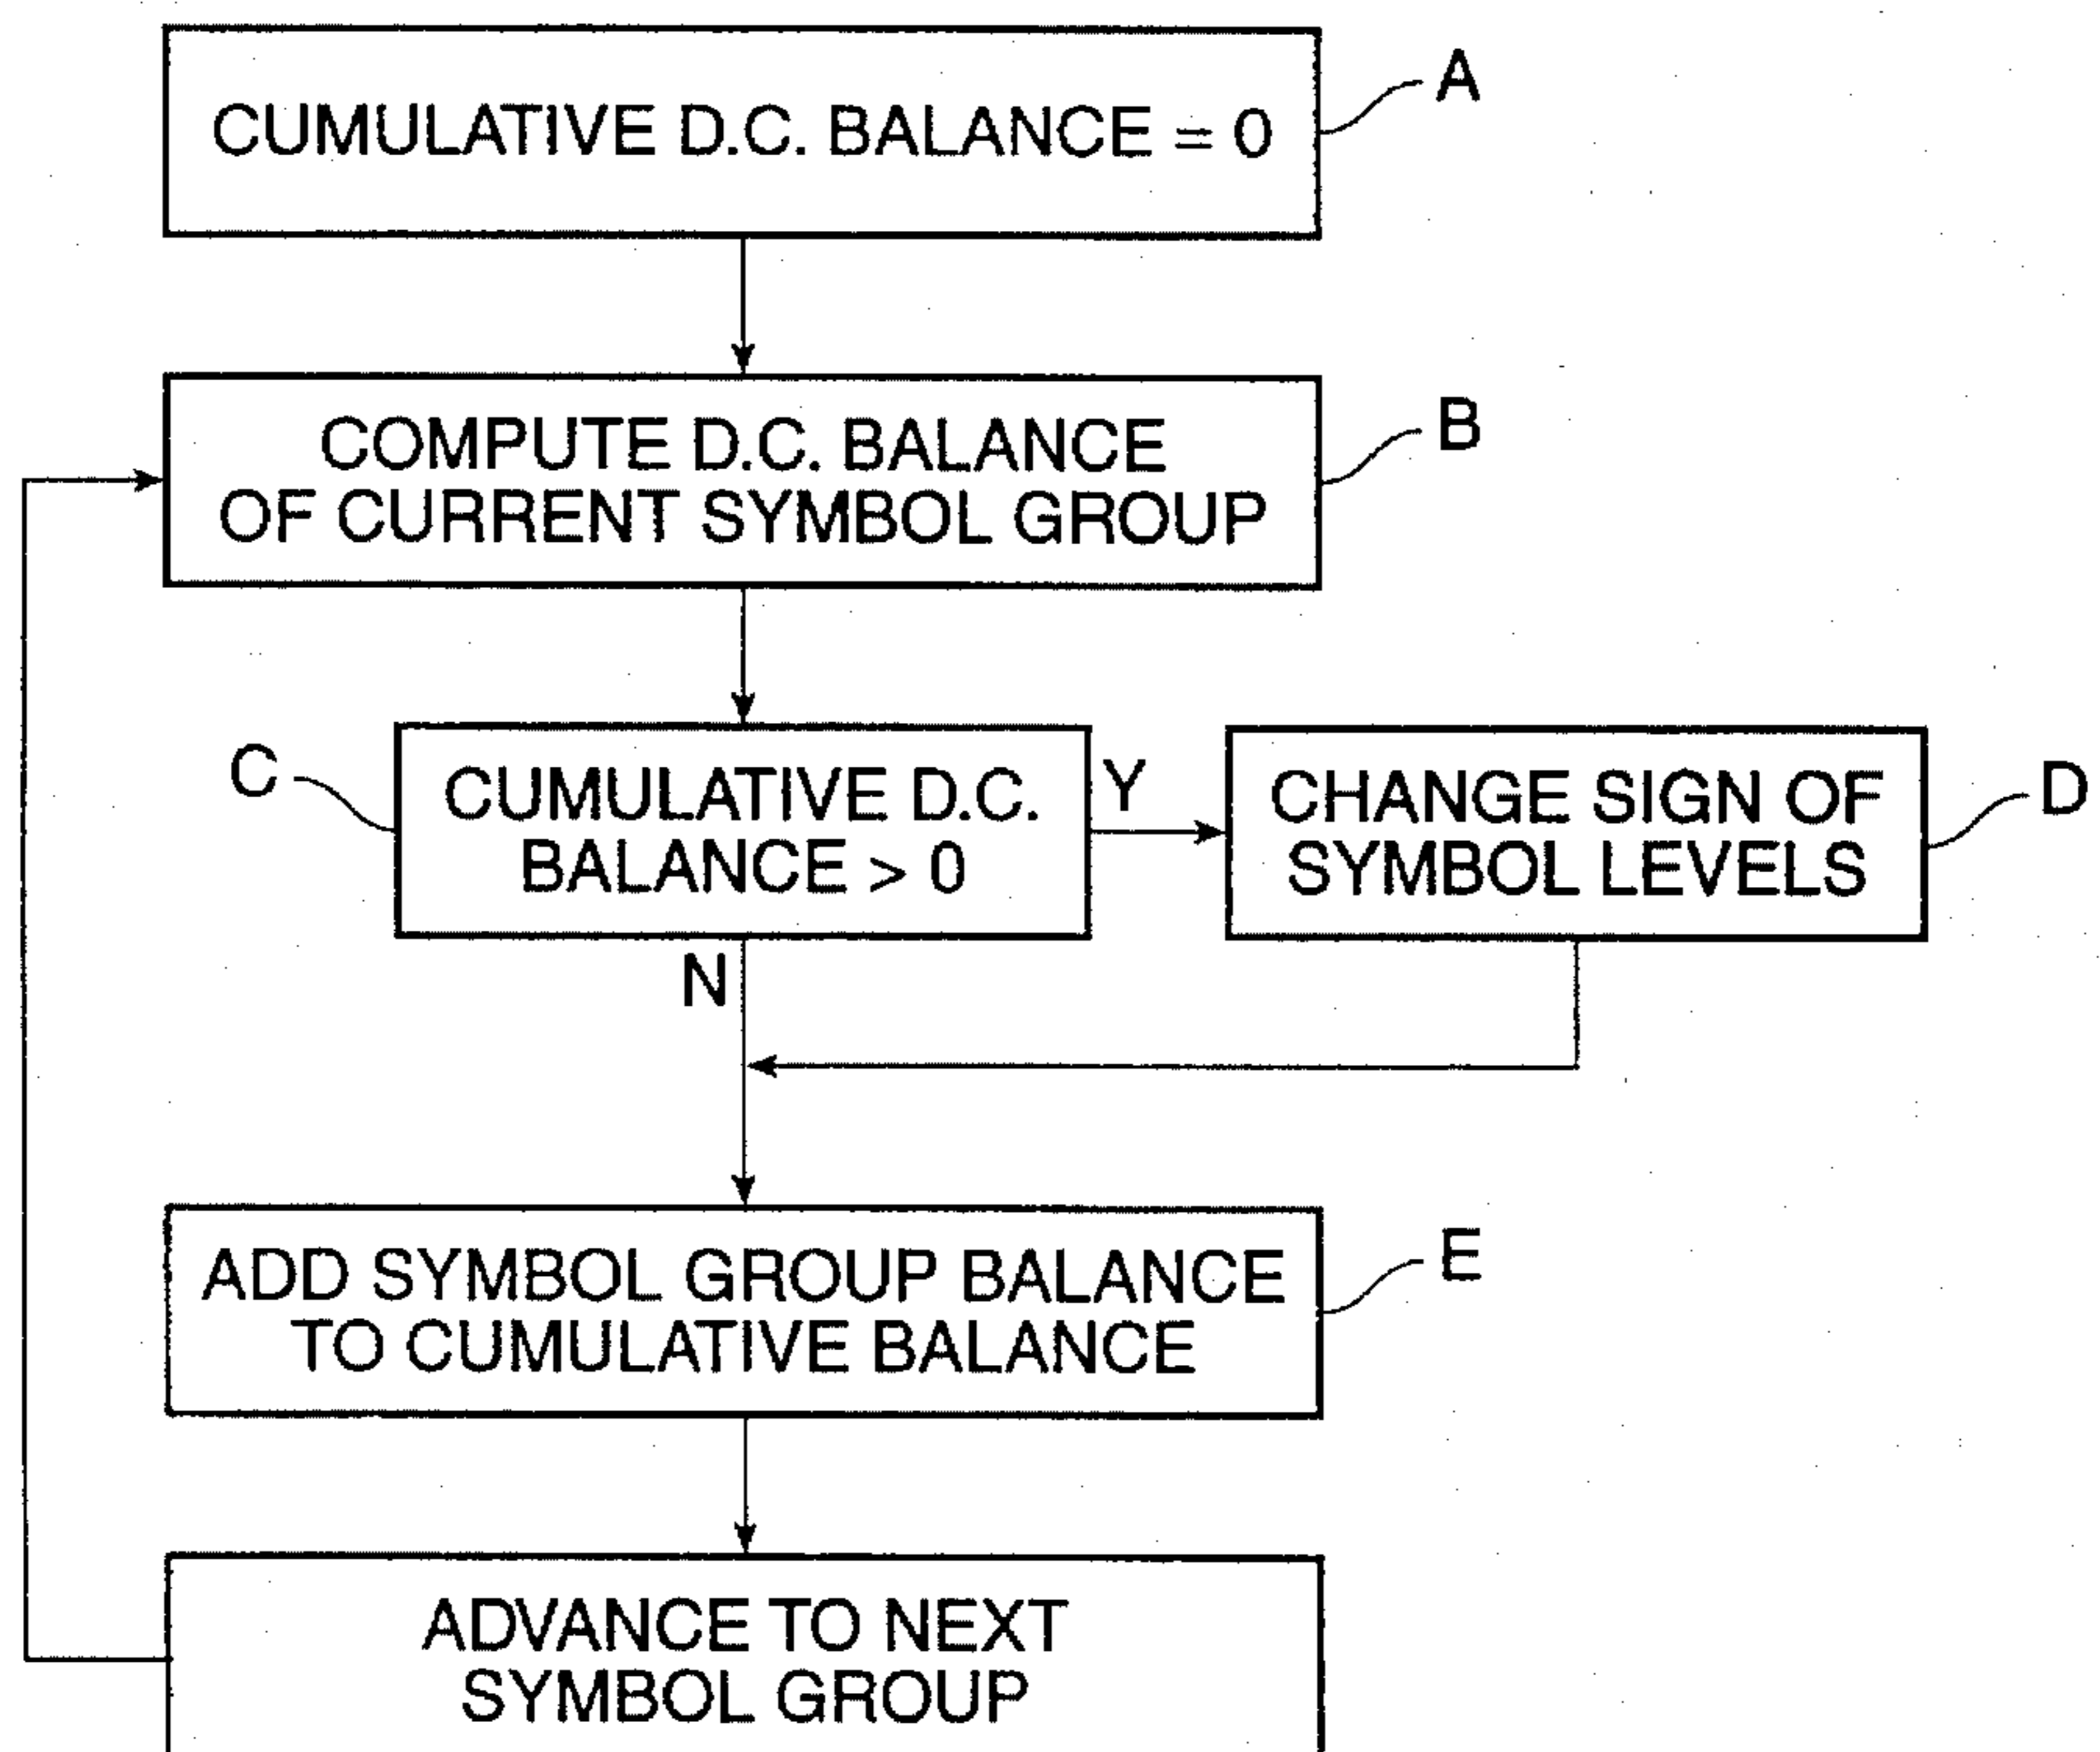 CUMULATIVE D.C. BALANCE = 0
A
COMPUTE D.C. BALANCE
OF CURRENT SYMBOL GROUP
B
C
CUMULATIVE D.C.
BALANCE > 0
Y
CHANGE SIGN OF
SYMBOL LEVELS
D
N
ADD SYMBOL GROUP BALANCE
TO CUMULATIVE BALANCE
E
ADVANCE TO NEXT
SYMBOL GROUP